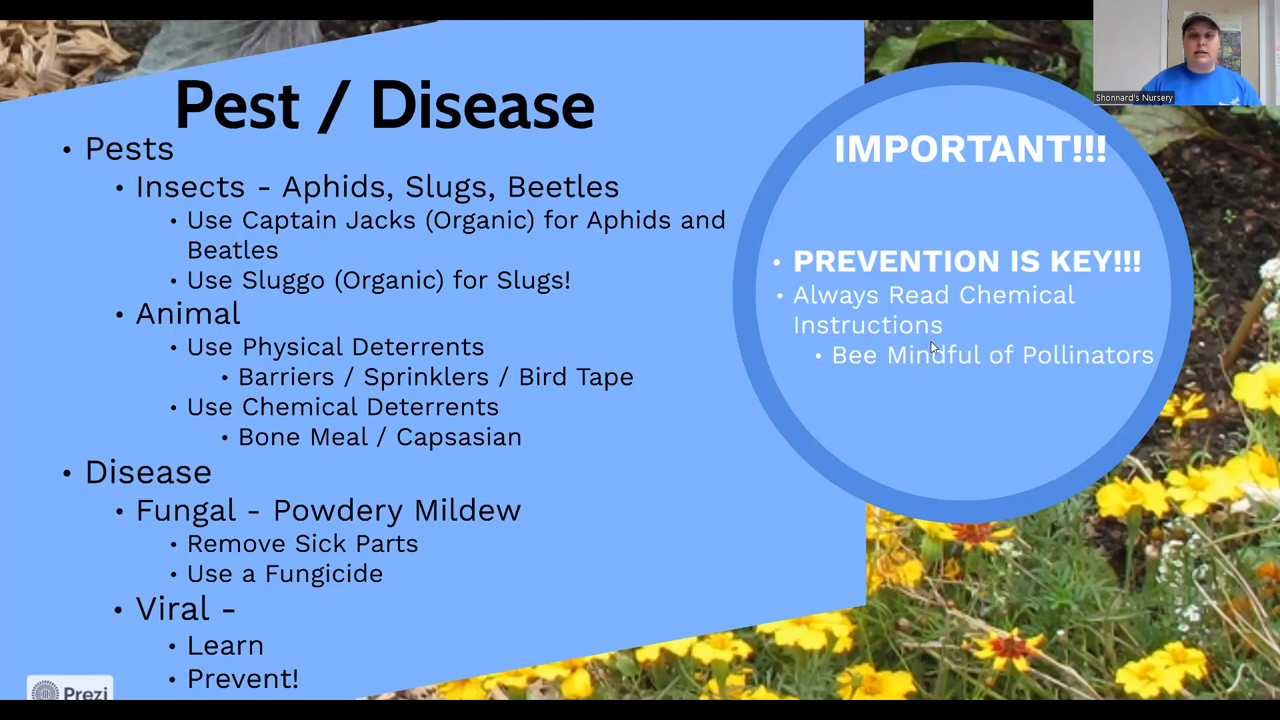 Pest / Disease
• Pests
• Insects - Aphids, Slugs, Beetles
• Use Captain Jacks (Organic) for Aphids and
Beatles
• Use Sluggo (Organic) for Slugs!
• Animal
• Use Physical Deterrents
• Barriers / Sprinklers / Bird Tape
• Use Chemical Deterrents
• Bone Meal / Capsasian
• Disease
• Fungal - Powdery Mildew
• Remove Sick Parts
• Use a Fungicide
• Viral -
• Learn
• Prevent!
IMPORTANT!!!
• PREVENTION IS KEY!!!
• Always Read Chemical
Instructions
• Bee Mindful of Pollinators
Shonnard's Nursery
Prezi